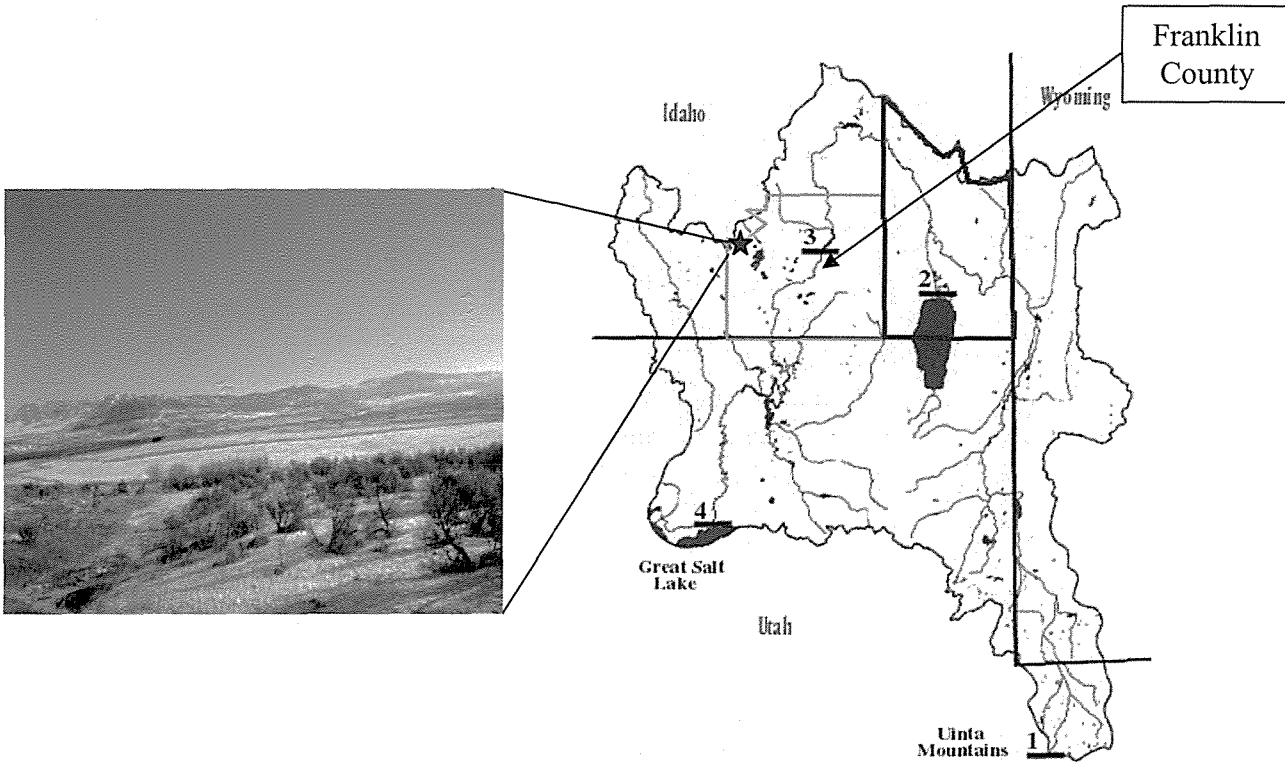 Franklin
County
Idaho
Wyoming
3
2
4
Great Salt
Lake
Utah
Uinta
Mountains
1